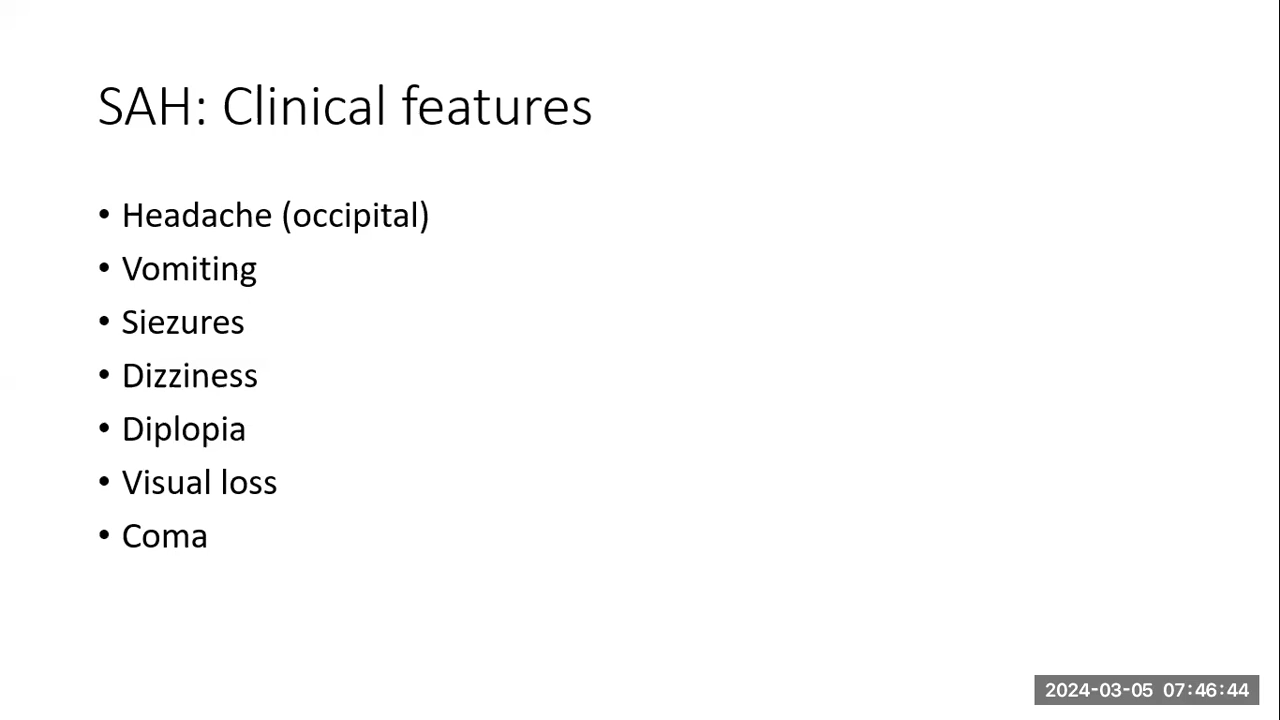 SAH: Clinical features
• Headache (occipital)
• Vomiting
• Siezures
• Dizziness
• Diplopia
• Visual loss
• Coma
2024-03-05 07:46:44